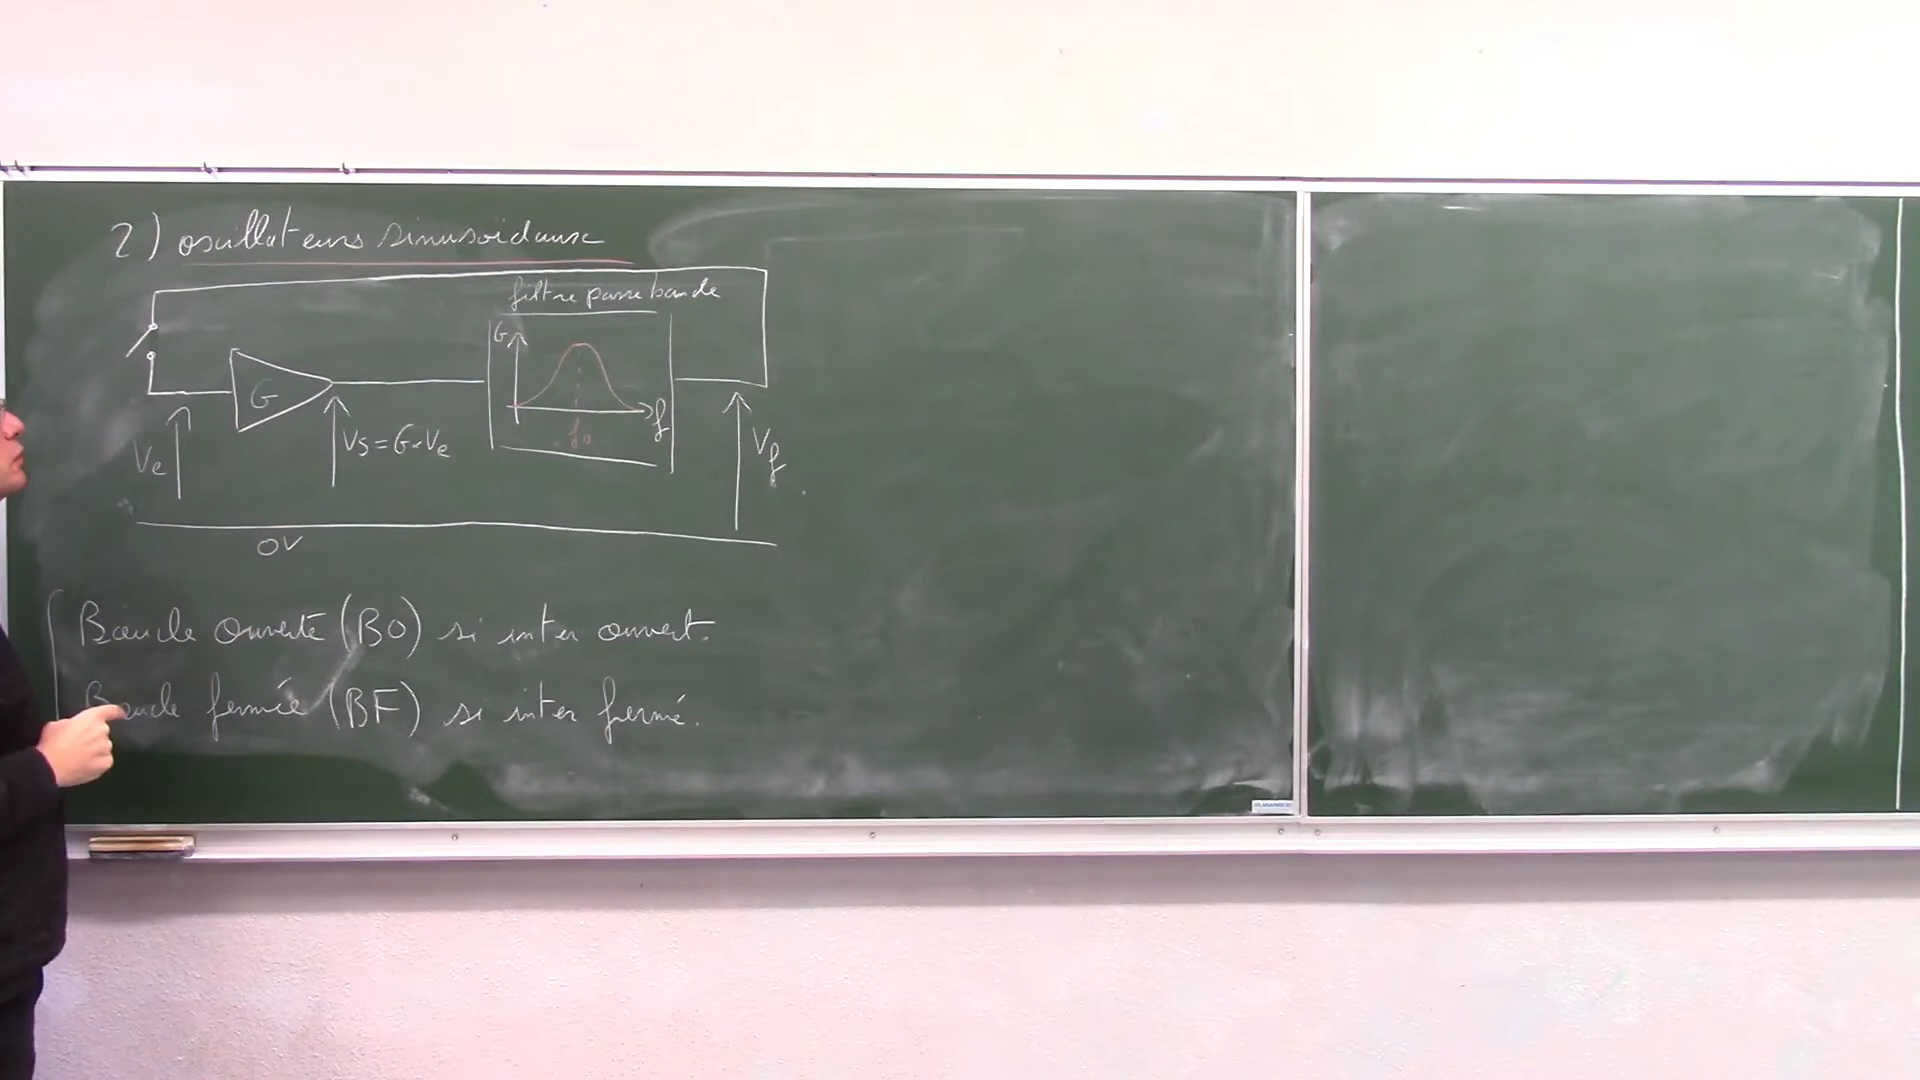 2) oscillateurs sinusoïdaux
filtre passe bande
G
G
f
f0
Ve
Vs = G×Ve
Vf
0V
Boucle ouverte (BO) si inter ouvert.
Boucle fermée (BF) si inter fermé.